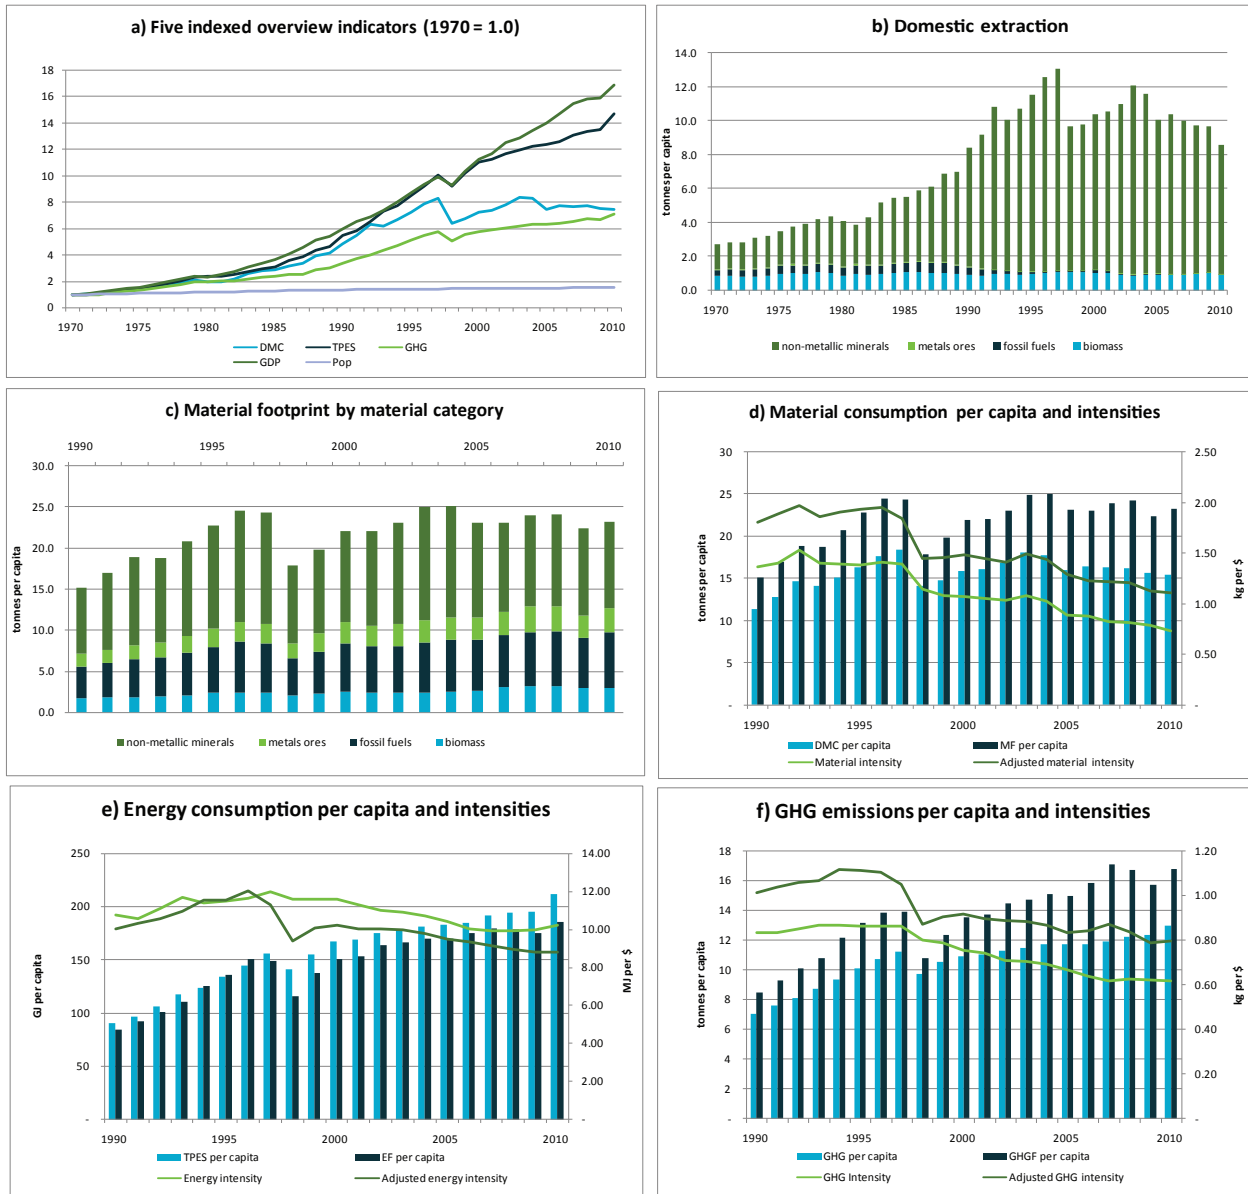 a) Five indexed overview indicators (1970 = 1.0)
18
16
14
12
10
8
6
4
2
0
1970 1975 1980 1985 1990 1995 2000 2005 2010
DMC TPES GHG
GDP Pop
b) Domestic extraction
tonnes per capita
14.0
12.0
10.0
8.0
6.0
4.0
2.0
0.0
1970 1975 1980 1985 1990 1995 2000 2005 2010
non-metallic minerals metals ores fossil fuels biomass
c) Material footprint by material category
1990 1995 2000 2005 2010
tonnes per capita
30.0
25.0
20.0
15.0
10.0
5.0
0.0
non-metallic minerals metals ores fossil fuels biomass
d) Material consumption per capita and intensities
tonnes per capita
30
25
20
15
10
5
-
2.50
2.00
1.50
1.00
0.50
-
kg per $
1990 1995 2000 2005 2010
DMC per capita MF per capita
Material intensity Adjusted material intensity
e) Energy consumption per capita and intensities
GJ per capita
250
200
150
100
50
-
14.00
12.00
10.00
8.00
6.00
4.00
2.00
-
MJ per $
1990 1995 2000 2005 2010
TPES per capita EF per capita
Energy intensity Adjusted energy intensity
f) GHG emissions per capita and intensities
tonnes per capita
18
16
14
12
10
8
6
4
2
-
1.20
1.00
0.80
0.60
0.40
0.20
-
kg per $
1990 1995 2000 2005 2010
GHG per capita GHGF per capita
GHG Intensity Adjusted GHG intensity